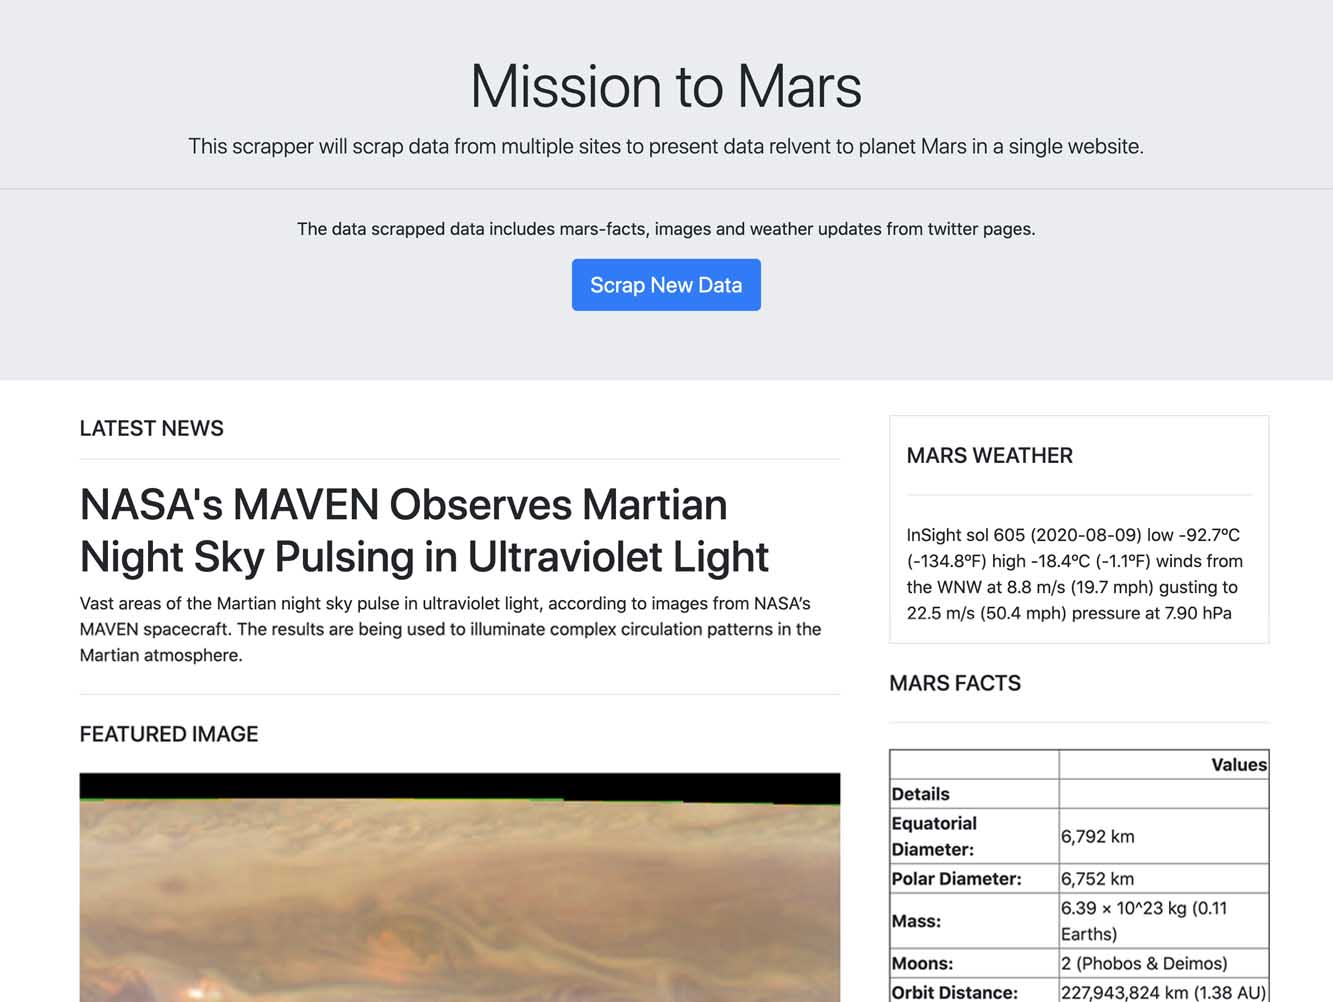 Mission to Mars
This scrapper will scrap data from multiple sites to present data relvent to planet Mars in a single website.
The data scrapped data includes mars-facts, images and weather updates from twitter pages.
Scrap New Data
LATEST NEWS
NASA's MAVEN Observes Martian
Night Sky Pulsing in Ultraviolet Light
Vast areas of the Martian night sky pulse in ultraviolet light, according to images from NASA’s
MAVEN spacecraft. The results are being used to illuminate complex circulation patterns in the
Martian atmosphere.
FEATURED IMAGE
MARS WEATHER
InSight sol 605 (2020-08-09) low -92.7ºC
(-134.8ºF) high -18.4ºC (-1.1ºF) winds from
the WNW at 8.8 m/s (19.7 mph) gusting to
22.5 m/s (50.4 mph) pressure at 7.90 hPa
MARS FACTS
Values
Details
Equatorial
Diameter:
6,792 km
Polar Diameter:
6,752 km
Mass:
6.39 × 10^23 kg (0.11
Earths)
Moons:
2 (Phobos & Deimos)
Orbit Distance:
227,943,824 km (1.38 AU)